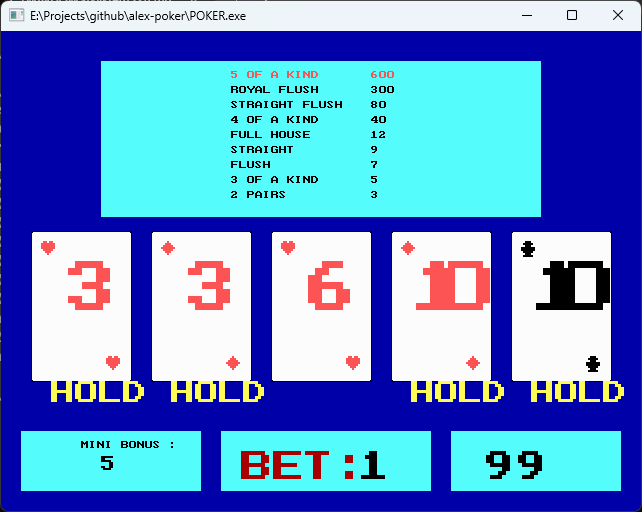 E:\Projects\github\alex-poker\POKER.exe
5 OF A KIND 600
ROYAL FLUSH 300
STRAIGHT FLUSH 80
4 OF A KIND 40
FULL HOUSE 12
STRAIGHT 9
FLUSH 7
3 OF A KIND 5
2 PAIRS 3
3 3 6 10 10
HOLD HOLD HOLD HOLD
MINI BONUS :
5
BET:1
99